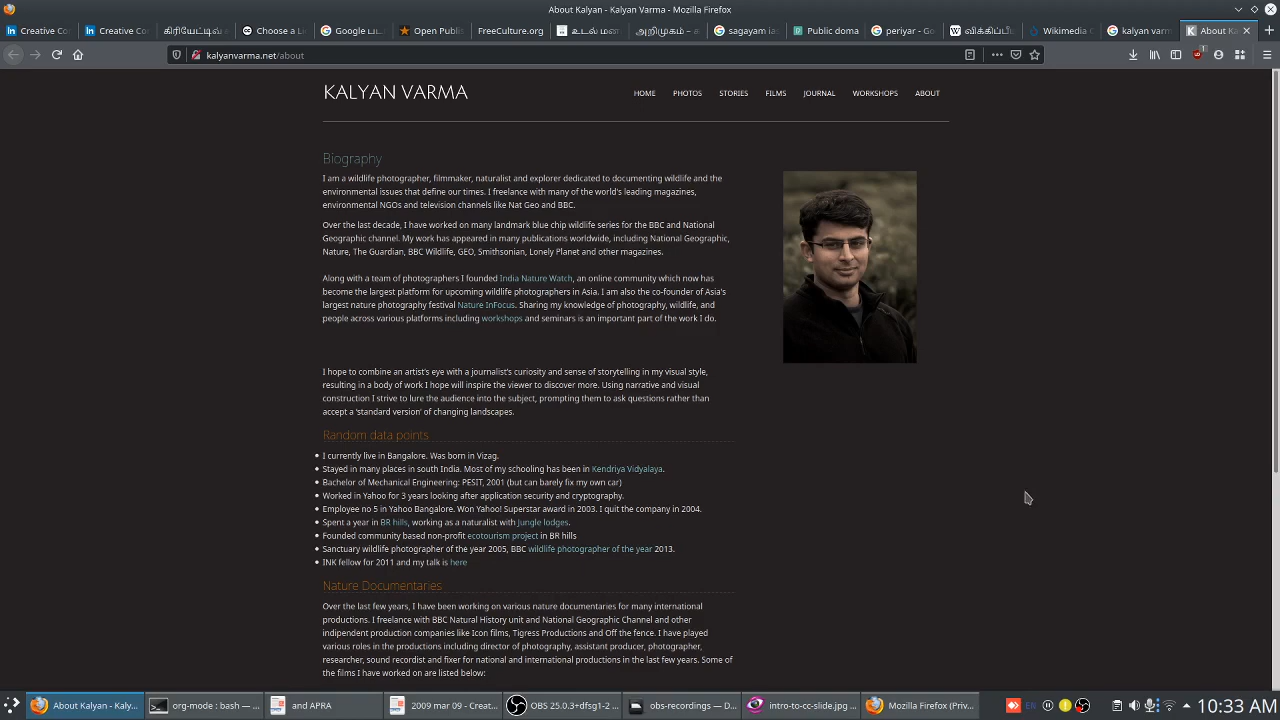 About Kalyan - Kalyan Varma - Mozilla Firefox
Creative Co
Creative Co
கிரியேட்டிவ் 
Choose a Li
Google பட
Open Publi
FreeCulture.org
உடல் மன
அறிமுகம் -
sagayam ias
Public doma
periyar - Go
விக்கிப்பீட
Wikimedia C
kalyan varm
About Ka
kalyanvarma.net/about
KALYAN VARMA
HOME PHOTOS STORIES FILMS JOURNAL WORKSHOPS ABOUT
Biography
I am a wildlife photographer, filmmaker, naturalist and explorer dedicated to documenting wildlife and the
environmental issues that define our times. I freelance with many of the world's leading magazines,
environmental NGOs and television channels like Nat Geo and BBC.
Over the last decade, I have worked on many landmark blue chip wildlife series for the BBC and National
Geographic channel. My work has appeared in many publications worldwide, including National Geographic,
Nature, The Guardian, BBC Wildlife, GEO, Smithsonian, Lonely Planet and other magazines.
Along with a team of photographers I founded India Nature Watch, an online community which now has
become the largest platform for upcoming wildlife photographers in Asia. I am also the co-founder of Asia's
largest nature photography festival Nature InFocus. Sharing my knowledge of photography, wildlife, and
people across various platforms including workshops and seminars is an important part of the work I do.
I hope to combine an artist's eye with a journalist's curiosity and sense of storytelling in my visual style,
resulting in a body of work I hope will inspire the viewer to discover more. Using narrative and visual
construction I strive to lure the audience into the subject, prompting them to ask questions rather than
accept a 'standard version' of changing landscapes.
Random data points
I currently live in Bangalore. Was born in Vizag.
Stayed in many places in south India. Most of my schooling has been in Kendriya Vidyalaya.
Bachelor of Mechanical Engineering: PESIT, 2001 (but can barely fix my own car)
Worked in Yahoo for 3 years looking after application security and cryptography.
Employee no 5 in Yahoo Bangalore. Won Yahoo! Superstar award in 2003. I quit the company in 2004.
Spent a year in BR hills, working as a naturalist with Jungle lodges.
Founded community based non-profit ecotourism project in BR hills
Sanctuary wildlife photographer of the year 2005, BBC wildlife photographer of the year 2013.
INK fellow for 2011 and my talk is here
Nature Documentaries
Over the last few years, I have been working on various nature documentaries for many international
productions. I freelance with BBC Natural History unit and National Geographic Channel and other
indipendent production companies like Icon films, Tigress Productions and Off the fence. I have played
various roles in the productions including director of photography, assistant producer, photographer,
researcher, sound recordist and fixer for national and international productions in the last few years. Some of
the films I have worked on are listed below:
About Kalyan - Kaly...
org-mode : bash — ...
and APRA
2009 mar 09 - Creat...
OBS 25.0.3+dfsg1-2 ...
obs-recordings — D...
intro-to-cc-slide.jpg ...
Mozilla Firefox (Priv...
EN
10:33 AM